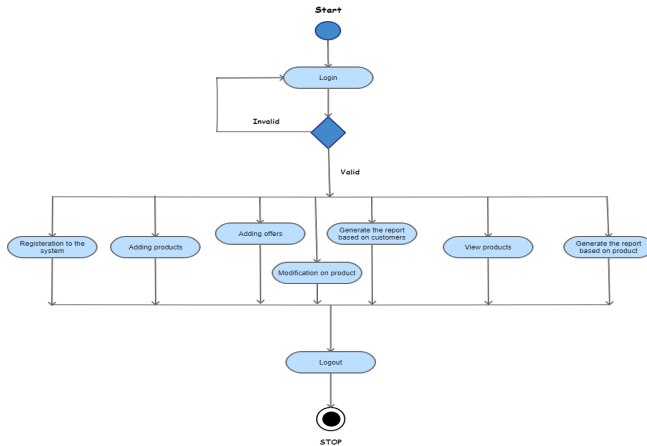 Start
Login
Invalid
Valid
Registeration to the
system
Adding products
Adding offers
Modification on product
Generate the report
based on customers
View products
Generate the report
based on product
Logout
STOP